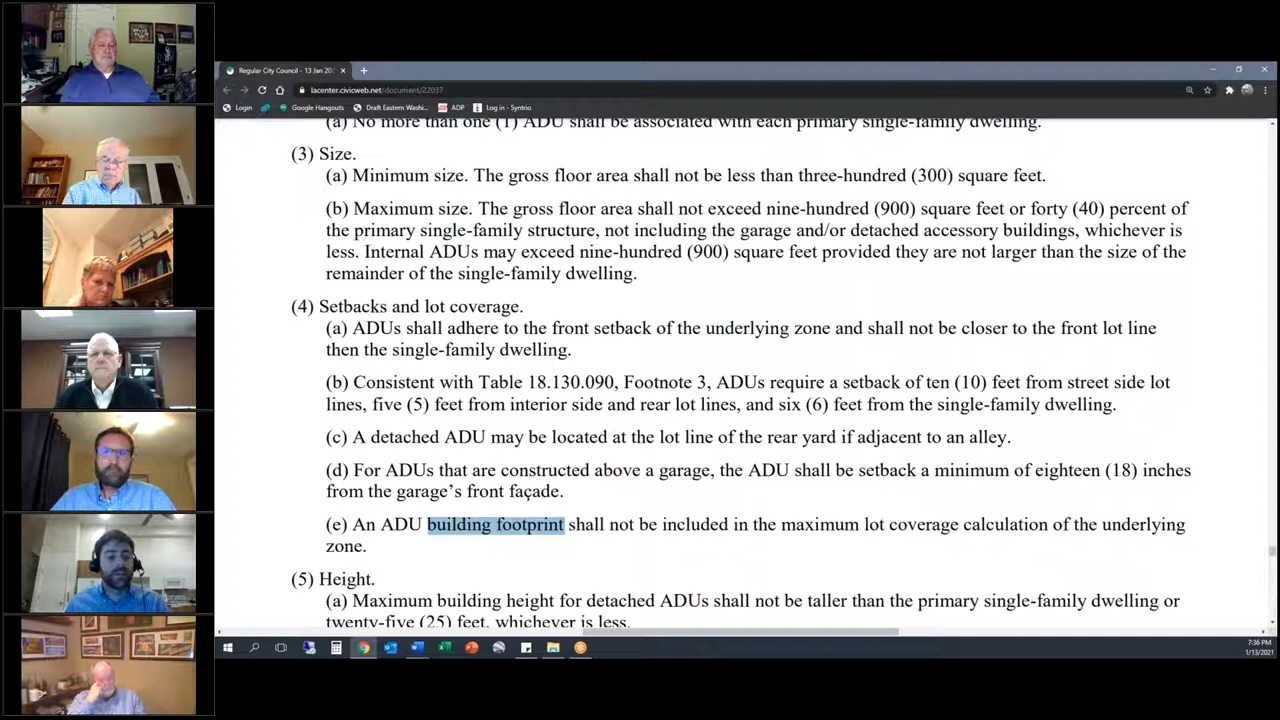 Regular City Council - 13 Jan 202
lacenter.civicweb.net/document/22037
Login
Google Hangouts
Draft Eastern Washi...
ADP
Log in - Syntrio
(a) No more than one (1) ADU shall be associated with each primary single-family dwelling.
(3) Size.
(a) Minimum size. The gross floor area shall not be less than three-hundred (300) square feet.
(b) Maximum size. The gross floor area shall not exceed nine-hundred (900) square feet or forty (40) percent of
the primary single-family structure, not including the garage and/or detached accessory buildings, whichever is
less. Internal ADUs may exceed nine-hundred (900) square feet provided they are not larger than the size of the
remainder of the single-family dwelling.
(4) Setbacks and lot coverage.
(a) ADUs shall adhere to the front setback of the underlying zone and shall not be closer to the front lot line
then the single-family dwelling.
(b) Consistent with Table 18.130.090, Footnote 3, ADUs require a setback of ten (10) feet from street side lot
lines, five (5) feet from interior side and rear lot lines, and six (6) feet from the single-family dwelling.
(c) A detached ADU may be located at the lot line of the rear yard if adjacent to an alley.
(d) For ADUs that are constructed above a garage, the ADU shall be setback a minimum of eighteen (18) inches
from the garage’s front façade.
(e) An ADU building footprint shall not be included in the maximum lot coverage calculation of the underlying
zone.
(5) Height.
(a) Maximum building height for detached ADUs shall not be taller than the primary single-family dwelling or
twenty-five (25) feet, whichever is less.
7:36 PM
1/13/2021